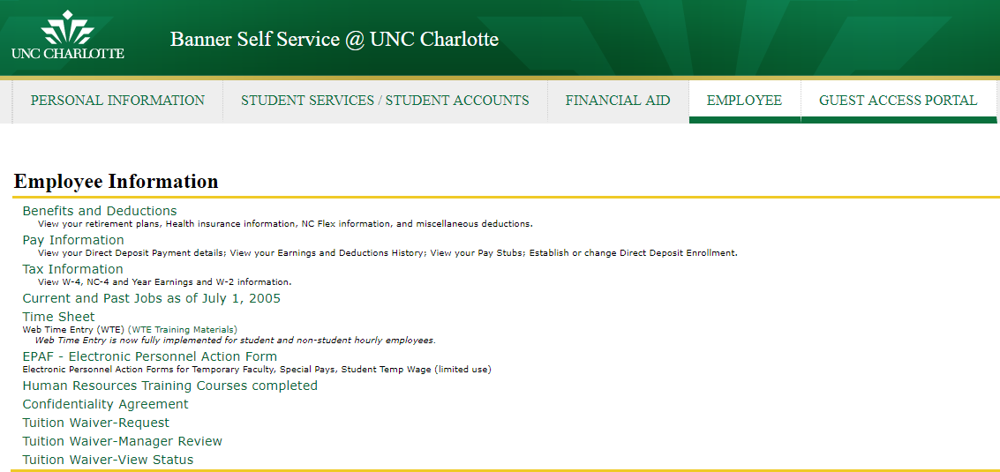 UNC CHARLOTTE
Banner Self Service @ UNC Charlotte
PERSONAL INFORMATION
STUDENT SERVICES / STUDENT ACCOUNTS
FINANCIAL AID
EMPLOYEE
GUEST ACCESS PORTAL
Employee Information
Benefits and Deductions
View your retirement plans, Health insurance information, NC Flex information, and miscellaneous deductions.
Pay Information
View your Direct Deposit Payment details; View your Earnings and Deductions History; View your Pay Stubs; Establish or change Direct Deposit Enrollment.
Tax Information
View W-4, NC-4 and Year Earnings and W-2 information.
Current and Past Jobs as of July 1, 2005
Time Sheet
Web Time Entry (WTE) (WTE Training Materials)
Web Time Entry is now fully implemented for student and non-student hourly employees.
EPAF - Electronic Personnel Action Form
Electronic Personnel Action Forms for Temporary Faculty, Special Pays, Student Temp Wage (limited use)
Human Resources Training Courses completed
Confidentiality Agreement
Tuition Waiver-Request
Tuition Waiver-Manager Review
Tuition Waiver-View Status